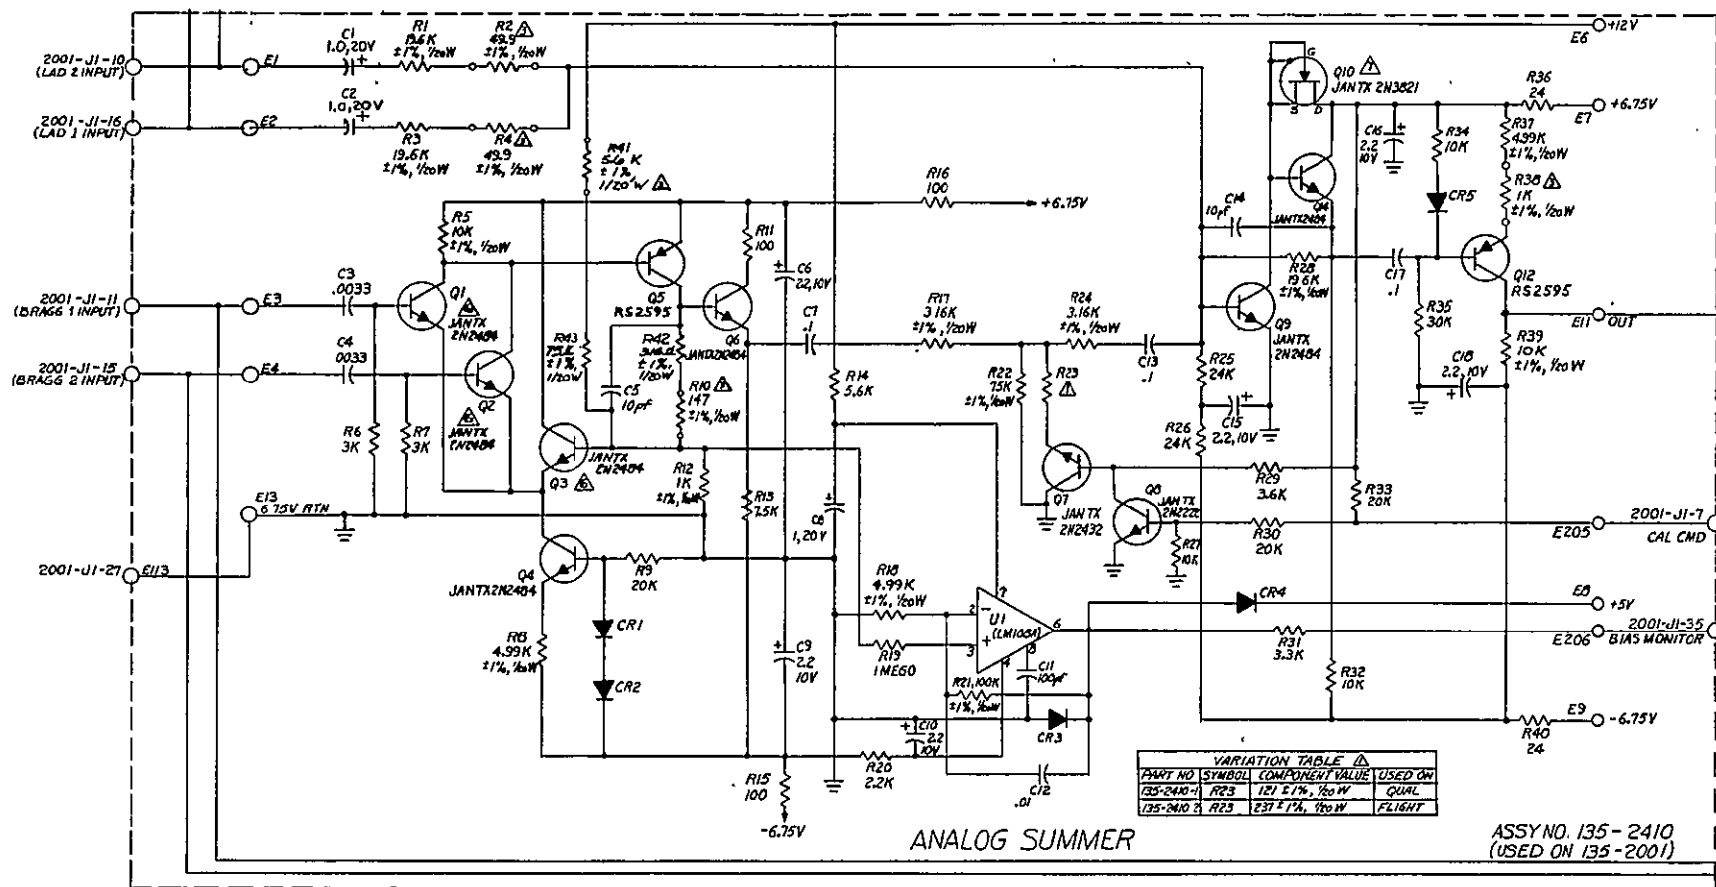 2001-J1-10
(LAD 2 INPUT)
E1
C1
1.0,20V
+
R1
19.6K
±1%, 1/20W
R2
49.9
±1%, 1/20W
2001-J1-16
(LAD 1 INPUT)
E2
C2
1.0,20V
+
R3
19.6K
±1%, 1/20W
R4
49.9
±1%, 1/20W
R41
5.6 K
±1%
1/20 W
E6
+12V
G
Q10
JANTX 2N3821
S
D
R36
24
+6.75V
E7
C16
2.2
10V
+
R34
10K
R37
4.99K
±1%, 1/20W
R38
1K
±1%, 1/20W
CR5
R16
100
+6.75V
R5
10K
±1%, 1/20W
R11
100
C14
10pf
JANTX2484
2001-J1-11
(BRAGG 1 INPUT)
E3
C3
.0033
Q1
JANTX
2N2484
Q5
RS2595
+
C6
22,10V
R28
19.6K
±1%, 1/20W
C17
.1
Q12
RS2595
2001-J1-15
(BRAGG 2 INPUT)
E4
C4
.0033
Q2
JANTX
2N2484
R43
±1%,
1/20W
R42
±1%,
1/20W
Q6
C7
.1
R17
3.16K
±1%, 1/20W
R24
3.16K
±1%, 1/20W
C13
.1
Q9
JANTX
2N2484
R35
30K
E11
OUT
R39
10K
±1%, 1/20W
C5
10pf
R10
147
±1%, 1/20W
R14
5.6K
R22
75K
±1%, 1/20W
R23
R25
24K
C18
2.2, 10V
+
R6
3K
R7
3K
JANTX
2N2484
Q3
R12
1K
±1%, 1/20W
R13
7.5K
C15
2.2, 10V
+
R26
24K
R29
3.6K
R33
20K
E13
6.75V RTN
+
C8
1,20V
Q7
JANTX
2N2432
Q8
JANTX
2N2222
R27
10K
R30
20K
E205
2001-J1-7
CAL CMD
2001-J1-27
E113
Q4
JANTX2N2484
R9
20K
R18
4.99K
±1%, 1/20W
CR4
E8
+5V
R8
4.99K
±1%, 1/20W
CR1
CR2
+
C9
2.2
10V
R19
1MEG0
2
-
+
3
7
U1
(LM108A)
6
4
8
C11
100pf
R31
3.3K
E206
2001-J1-35
BIAS MONITOR
R21, 100K
±1%, 1/20W
R32
10K
+
C10
2.2
10V
CR3
E9
-6.75V
R40
24
R15
100
R20
2.2K
C12
.01
-6.75V
VARIATION TABLE
PART NO SYMBOL COMPONENT VALUE USED ON
135-2410-1 R23 121 ±1%, 1/20W QUAL
135-2410-2 R23 237 ±1%, 1/20W FLIGHT
ANALOG SUMMER
ASSY NO. 135-2410
(USED ON 135-2001)